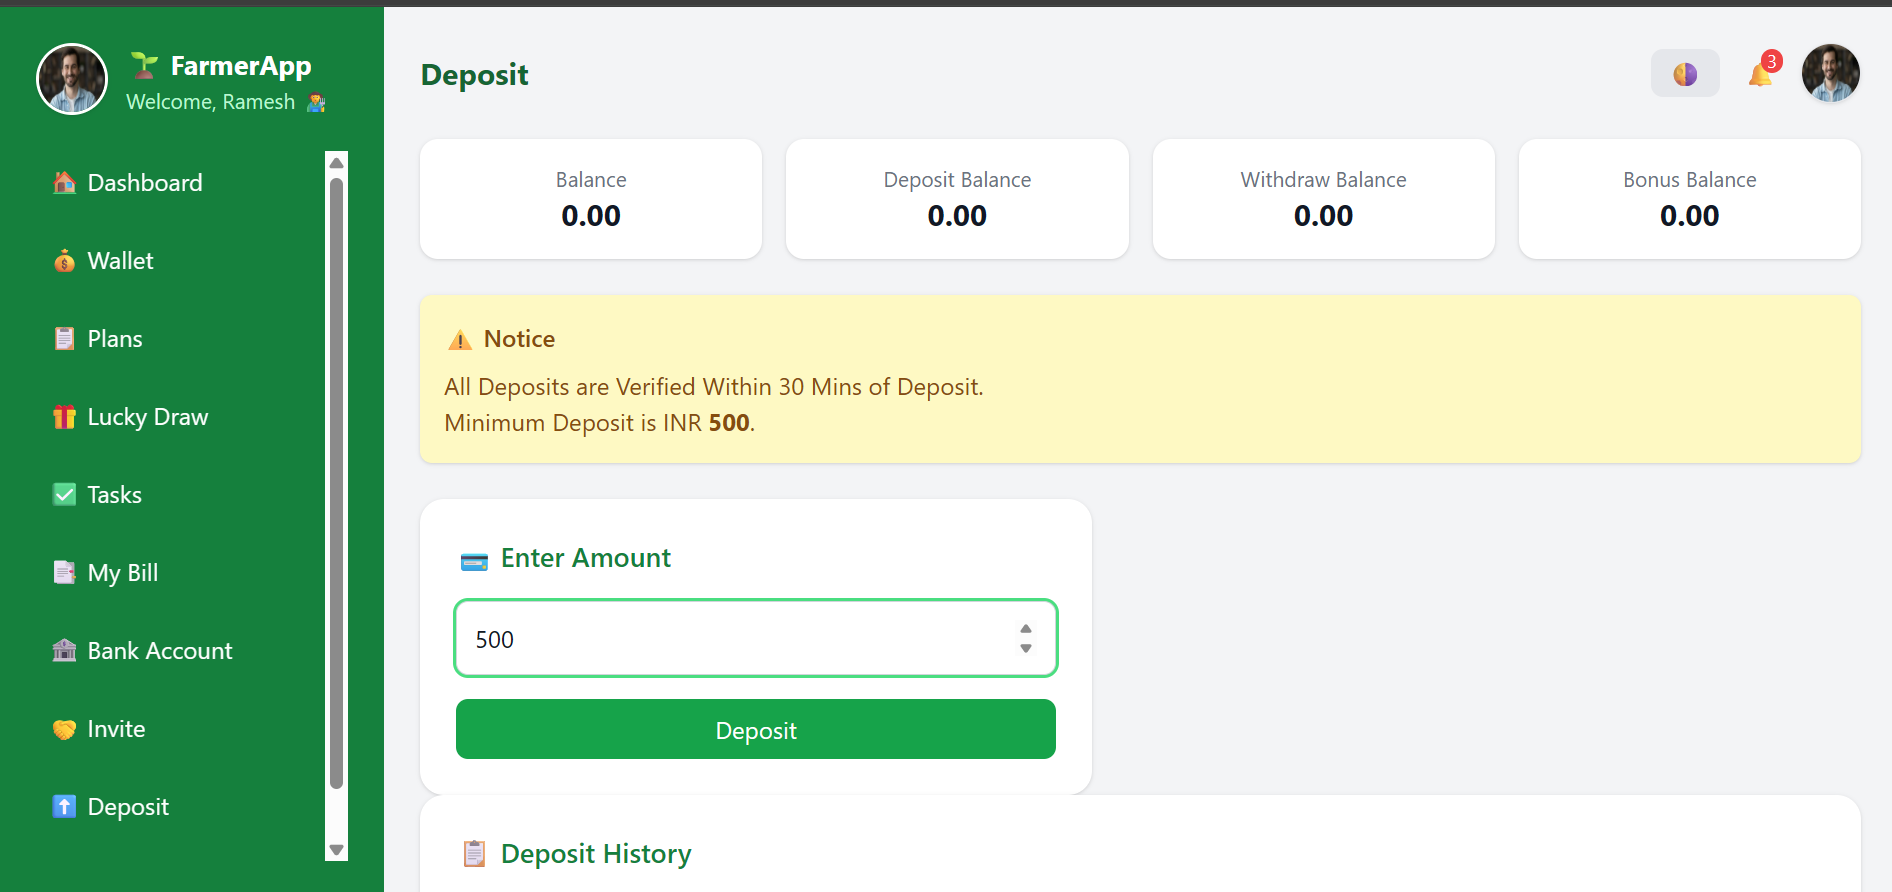 FarmerApp
Welcome, Ramesh
Dashboard
Wallet
Plans
Lucky Draw
Tasks
My Bill
Bank Account
Invite
Deposit
Deposit
3
Balance
0.00
Deposit Balance
0.00
Withdraw Balance
0.00
Bonus Balance
0.00
Notice
All Deposits are Verified Within 30 Mins of Deposit.
Minimum Deposit is INR 500.
Enter Amount
500
Deposit
Deposit History